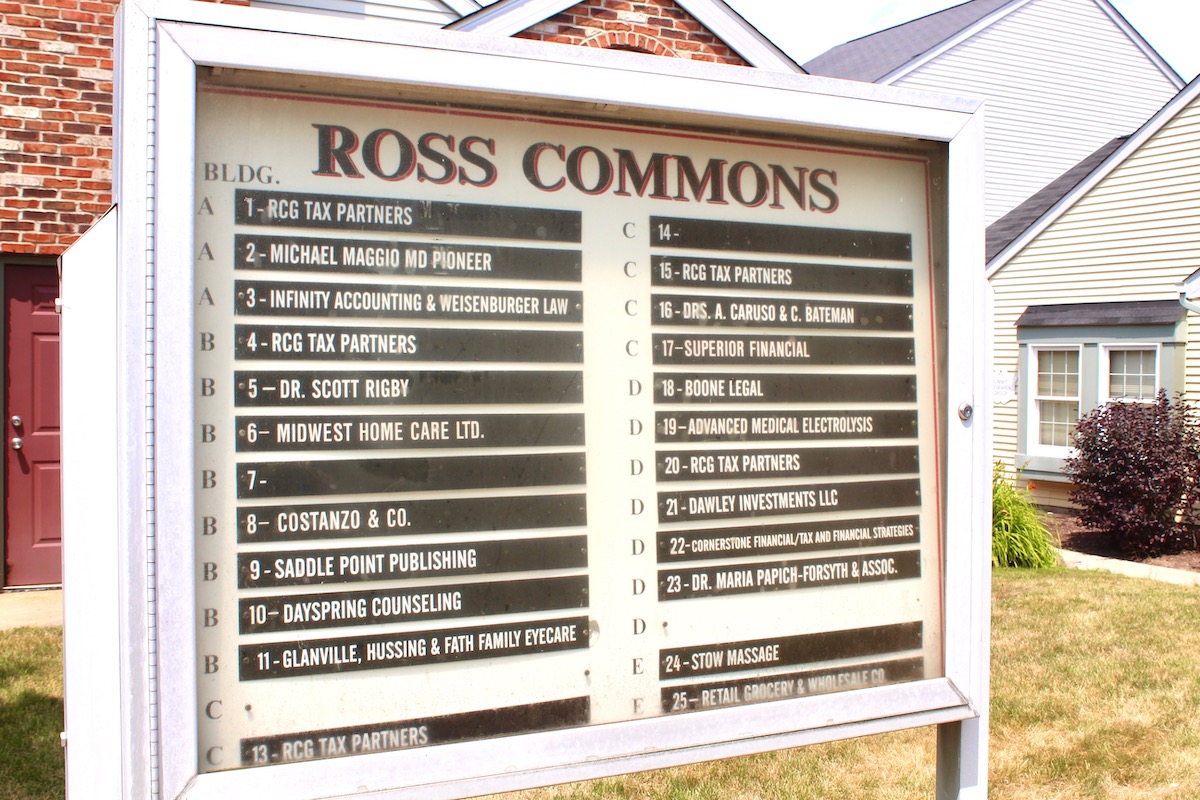 ROSS COMMONS
BLDG.
A 1 - RCG TAX PARTNERS
A 2 - MICHAEL MAGGIO MD PIONEER
A 3 - INFINITY ACCOUNTING & WEISENBURGER LAW
B 4 - RCG TAX PARTNERS
B 5 – DR. SCOTT RIGBY
B 6 – MIDWEST HOME CARE LTD.
B 7 -
B 8 – COSTANZO & CO.
B 9 - SADDLE POINT PUBLISHING
B 10 – DAYSPRING COUNSELING
B 11 - GLANVILLE, HUSSING & FATH FAMILY EYECARE
C
C 13 – RCG TAX PARTNERS
C 14 -
C 15 - RCG TAX PARTNERS
C 16 - DRS. A. CARUSO & C. BATEMAN
C 17 – SUPERIOR FINANCIAL
D 18 - BOONE LEGAL
D 19 – ADVANCED MEDICAL ELECTROLYSIS
D 20 - RCG TAX PARTNERS
D 21 - DAWLEY INVESTMENTS LLC
D 22 - CORNERSTONE FINANCIAL/TAX AND FINANCIAL STRATEGIES
D 23 - DR. MARIA PAPICH-FORSYTH & ASSOC.
D
E 24 - STOW MASSAGE
25 – RETAIL GROCERY & WHOLESALE CO